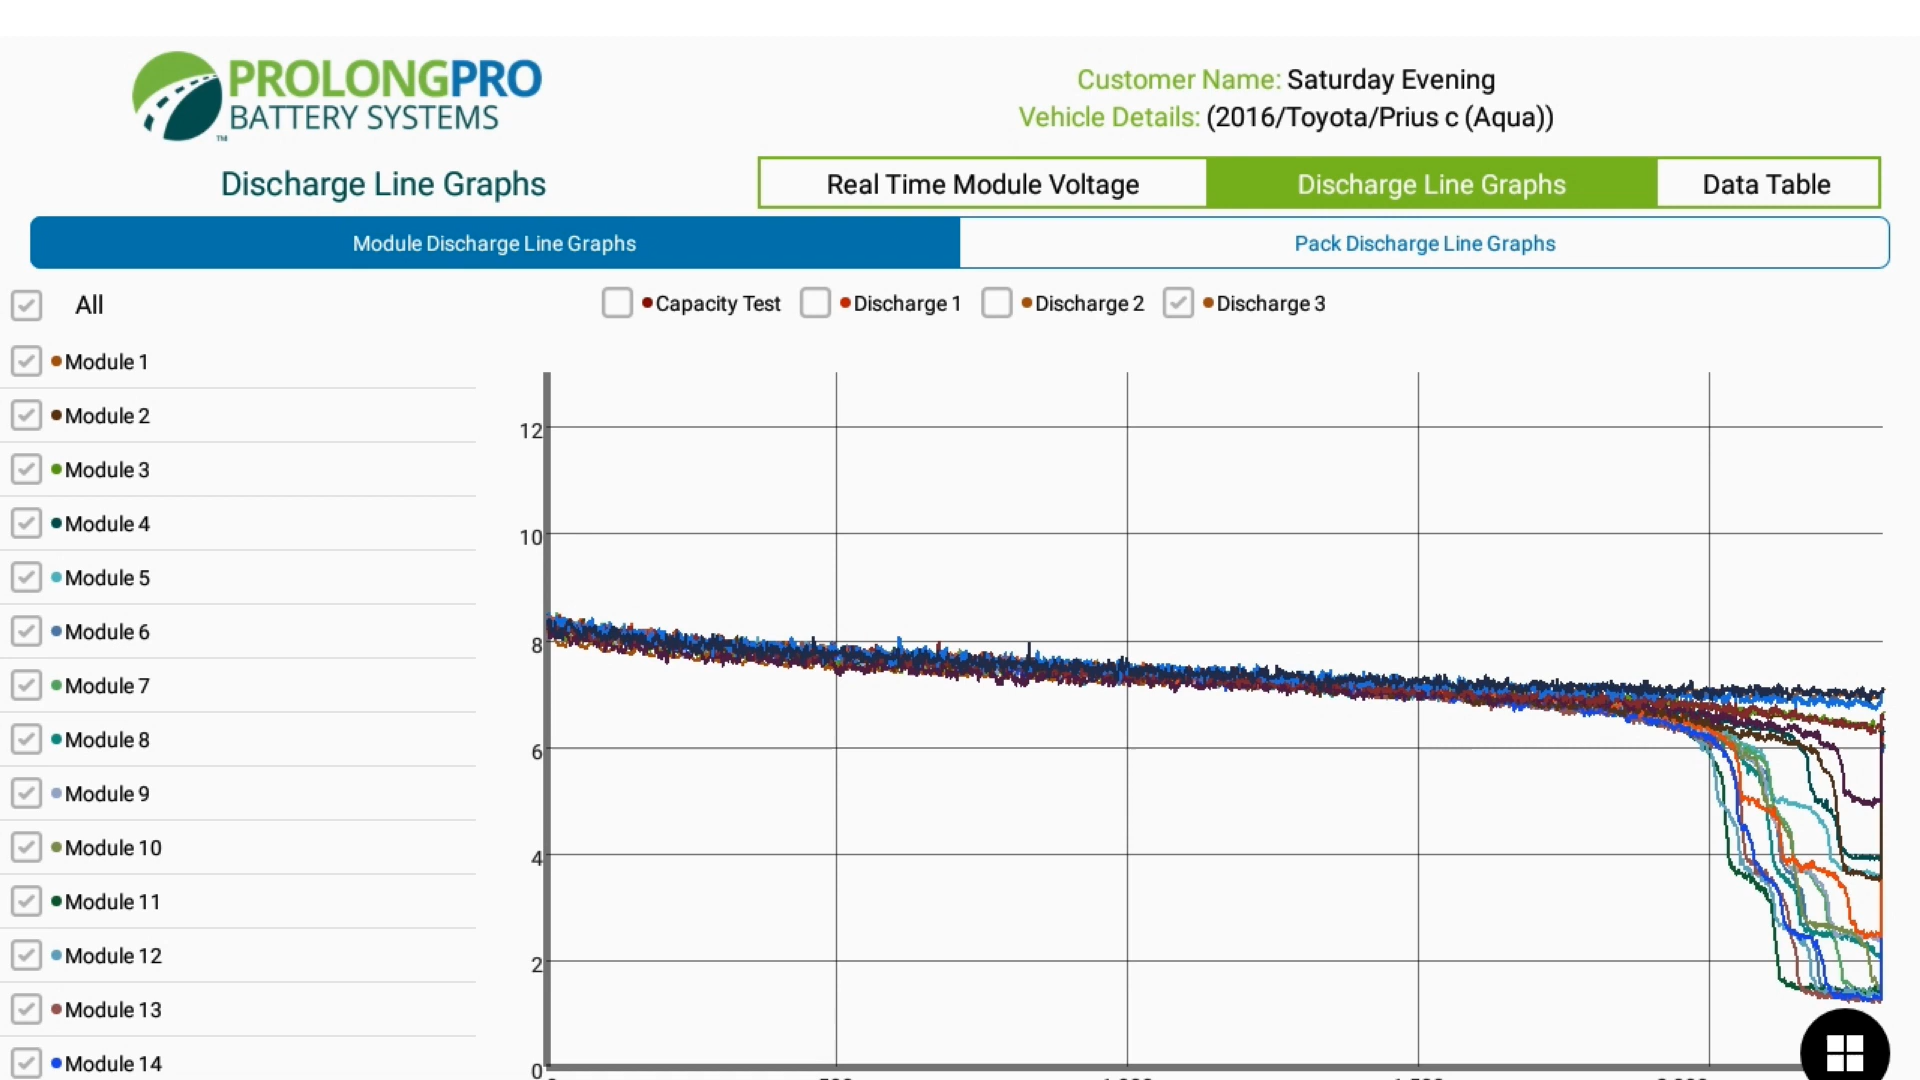 PROLONGPRO
BATTERY SYSTEMS
TM
Customer Name: Saturday Evening
Vehicle Details: (2016/Toyota/Prius c (Aqua))
Discharge Line Graphs
Real Time Module Voltage
Discharge Line Graphs
Data Table
Module Discharge Line Graphs
Pack Discharge Line Graphs
All
Capacity Test
Discharge 1
Discharge 2
Discharge 3
Module 1
Module 2
Module 3
Module 4
Module 5
Module 6
Module 7
Module 8
Module 9
Module 10
Module 11
Module 12
Module 13
Module 14
12
10
8
6
4
2
0